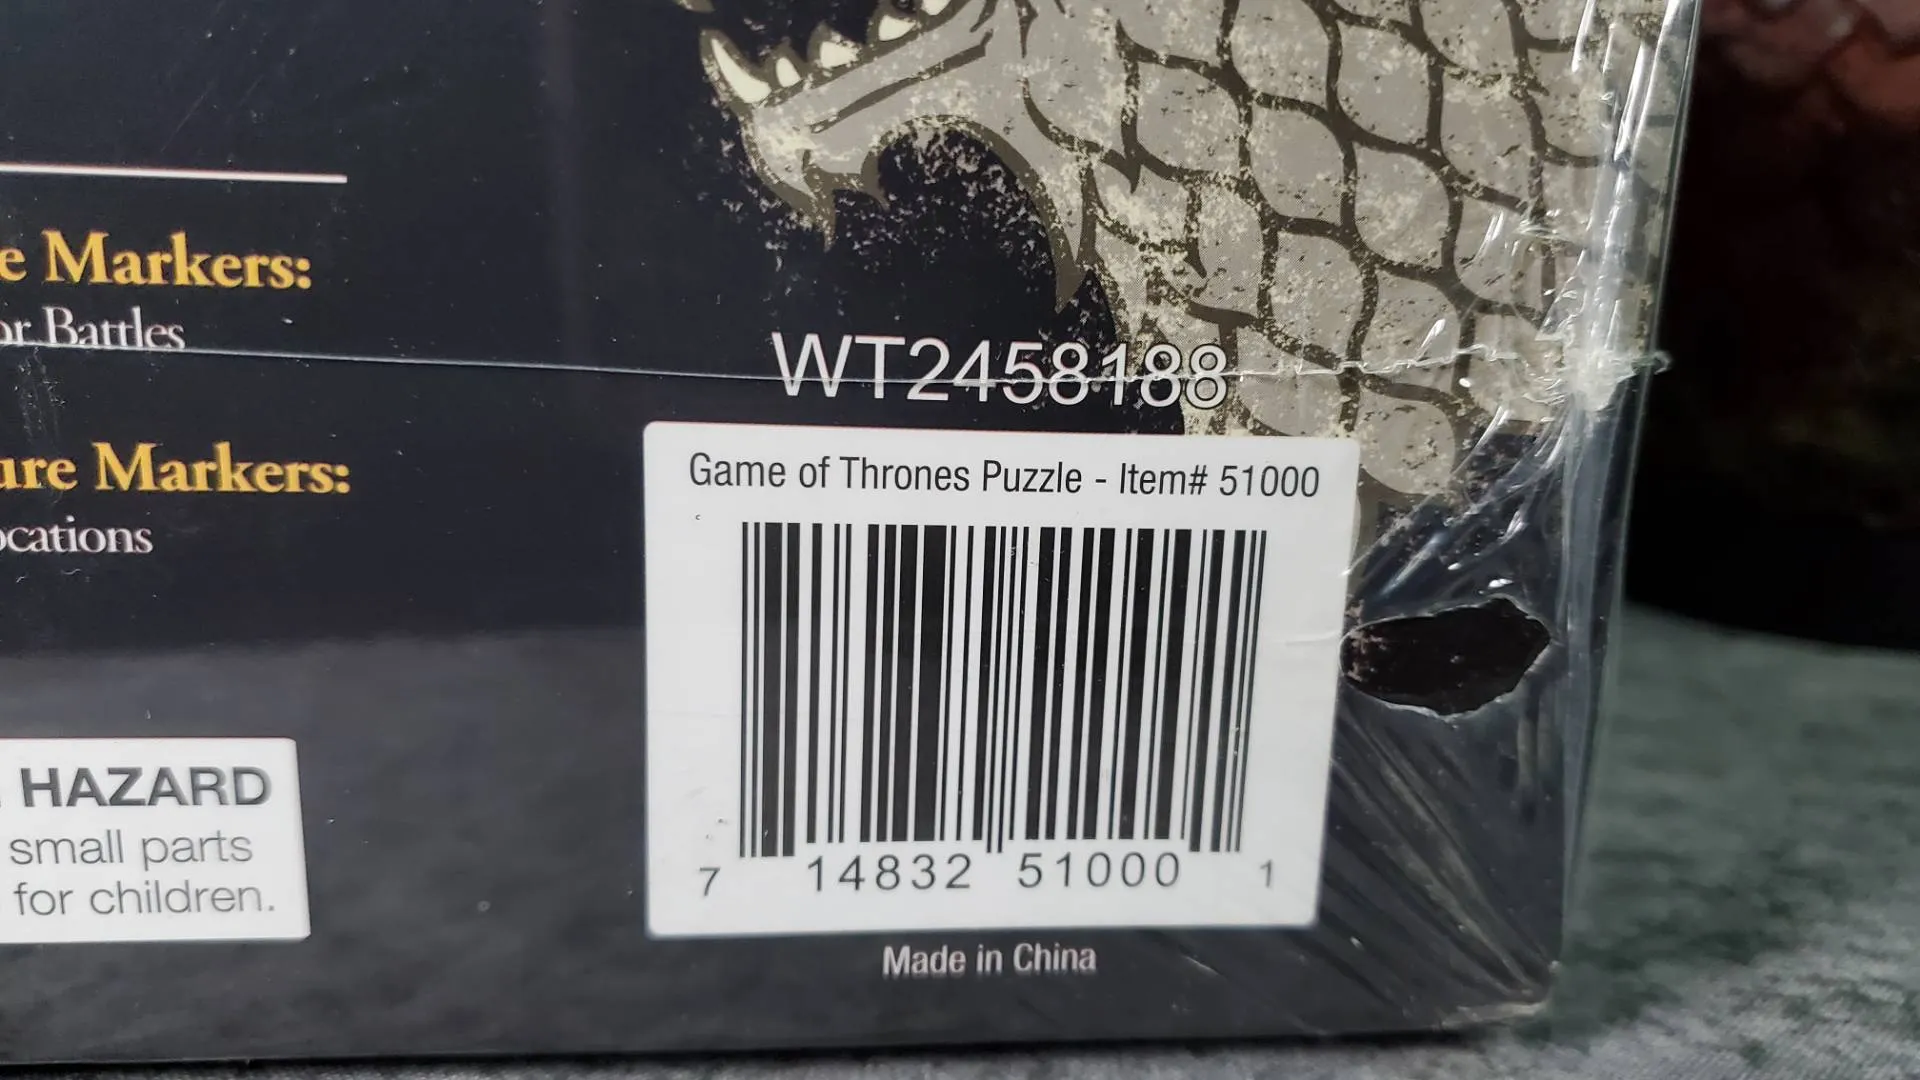 e Markers:
or Battles
ure Markers:
ocations
HAZARD
small parts
for children.
WT2458188
Game of Thrones Puzzle - Item# 51000
7 14832 51000 1
Made in China